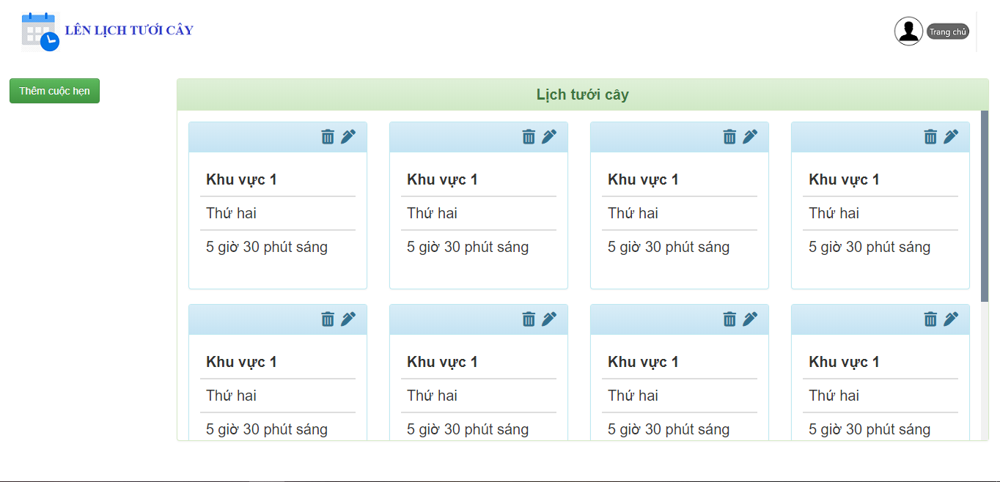 LÊN LỊCH TƯỚI CÂY
Trang chủ
Thêm cuộc hẹn
Lịch tưới cây
Khu vực 1
Thứ hai
5 giờ 30 phút sáng
Khu vực 1
Thứ hai
5 giờ 30 phút sáng
Khu vực 1
Thứ hai
5 giờ 30 phút sáng
Khu vực 1
Thứ hai
5 giờ 30 phút sáng
Khu vực 1
Thứ hai
5 giờ 30 phút sáng
Khu vực 1
Thứ hai
5 giờ 30 phút sáng
Khu vực 1
Thứ hai
5 giờ 30 phút sáng
Khu vực 1
Thứ hai
5 giờ 30 phút sáng